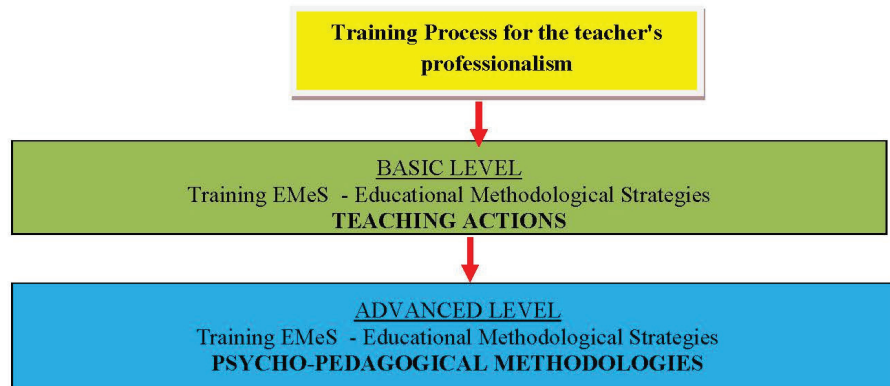 Training Process for the teacher's
professionalism
BASIC LEVEL
Training EMeS - Educational Methodological Strategies
TEACHING ACTIONS
ADVANCED LEVEL
Training EMeS - Educational Methodological Strategies
PSYCHO-PEDAGOGICAL METHODOLOGIES